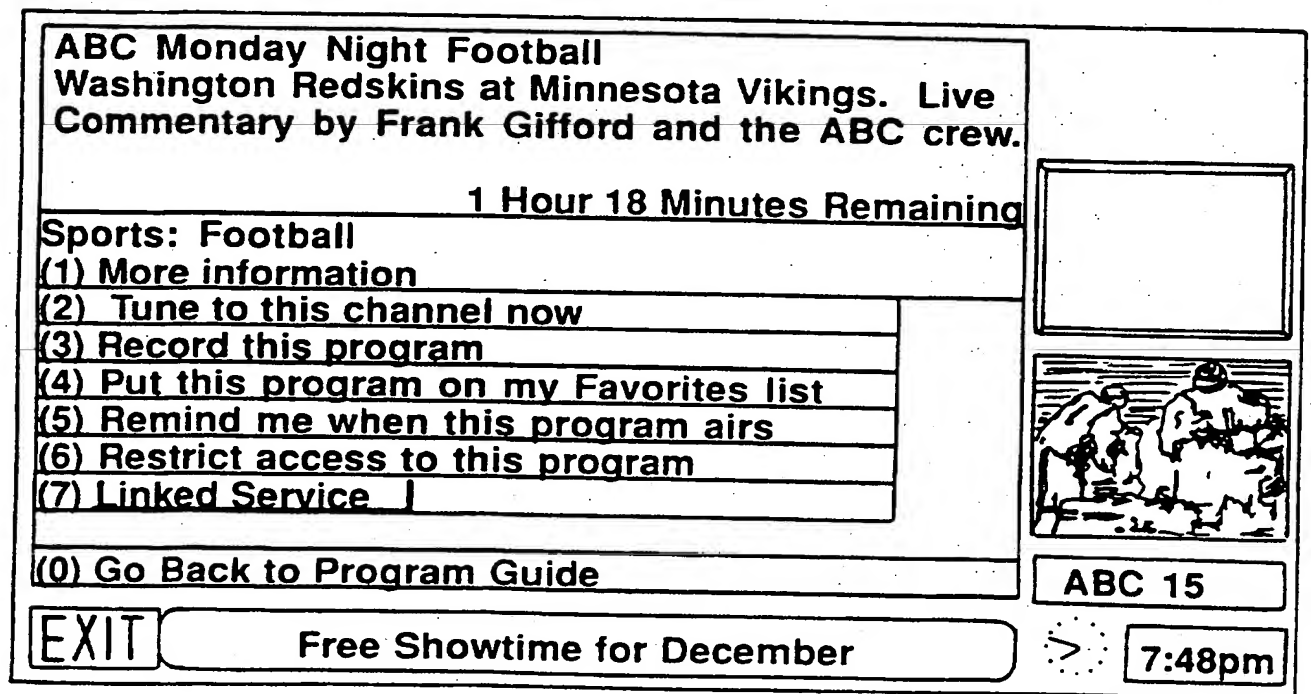 ABC Monday Night Football
Washington Redskins at Minnesota Vikings. Live
Commentary by Frank Gifford and the ABC crew.
1 Hour 18 Minutes Remaining
Sports: Football
(1) More information
(2) Tune to this channel now
(3) Record this program
(4) Put this program on my Favorites list
(5) Remind me when this program airs
(6) Restrict access to this program
(7) Linked Service
(0) Go Back to Program Guide
ABC 15
EXIT
Free Showtime for December
7:48pm